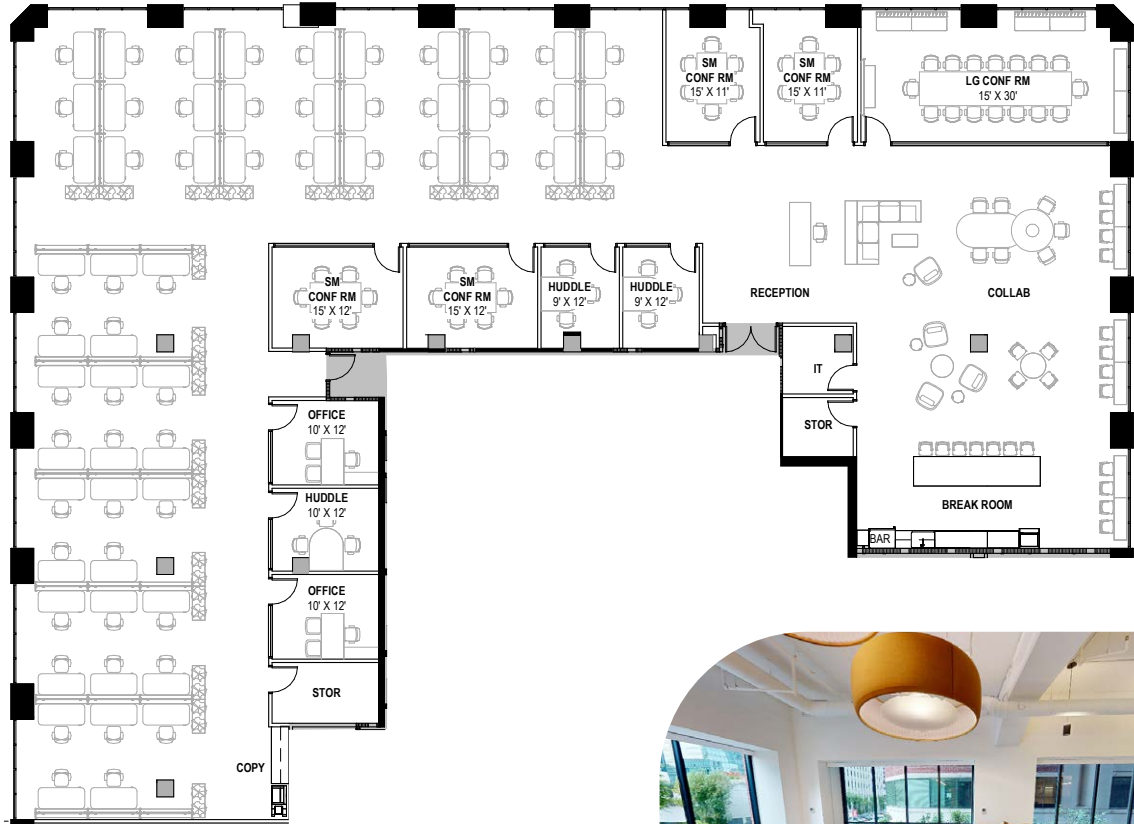 SM
CONF RM
15' X 11'
SM
CONF RM
15' X 11'
LG CONF RM
15' X 30'
SM
CONF RM
15' X 12'
SM
CONF RM
15' X 12'
HUDDLE
9' X 12'
HUDDLE
9' X 12'
RECEPTION
COLLAB
IT
STOR
OFFICE
10' X 12'
HUDDLE
10' X 12'
OFFICE
10' X 12'
STOR
BREAK ROOM
BAR
COPY